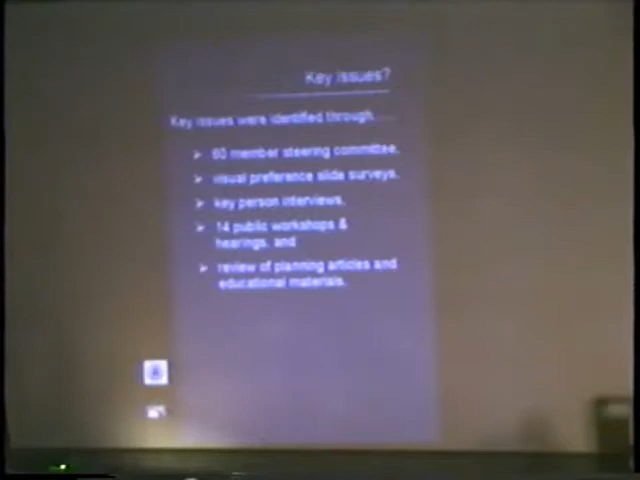 Key issues?
Key issues were identified through....
60 member steering committee,
visual preference slide surveys,
key person interviews,
14 public workshops &
hearings, and
review of planning articles and
educational materials.